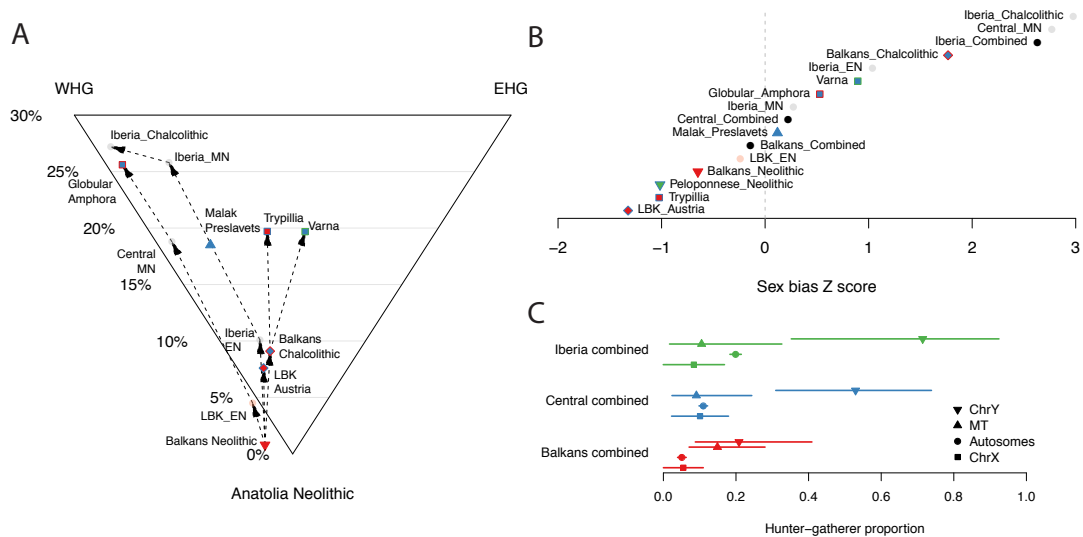 A
WHG
EHG
30%
Iberia_Chalcolithic
Iberia_MN
25%
Globular
Amphora
Malak
Preslavets
Trypillia
Varna
20%
Central
MN
15%
10%
Iberia
EN
Balkans
Chalcolithic
LBK
Austria
5%
LBK_EN
Balkans Neolithic
0%
Anatolia Neolithic
B
Iberia_Chalcolithic
Central_MN
Iberia_Combined
Balkans_Chalcolithic
Iberia_EN
Varna
Globular_Amphora
Iberia_MN
Central_Combined
Malak_Preslavets
Balkans_Combined
LBK_EN
Balkans_Neolithic
Peloponnese_Neolithic
Trypillia
LBK_Austria
−2 −1 0 1 2 3
Sex bias Z score
C
Iberia combined
Central combined
Balkans combined
ChrY
MT
Autosomes
ChrX
0.0 0.2 0.4 0.6 0.8 1.0
Hunter−gatherer proportion